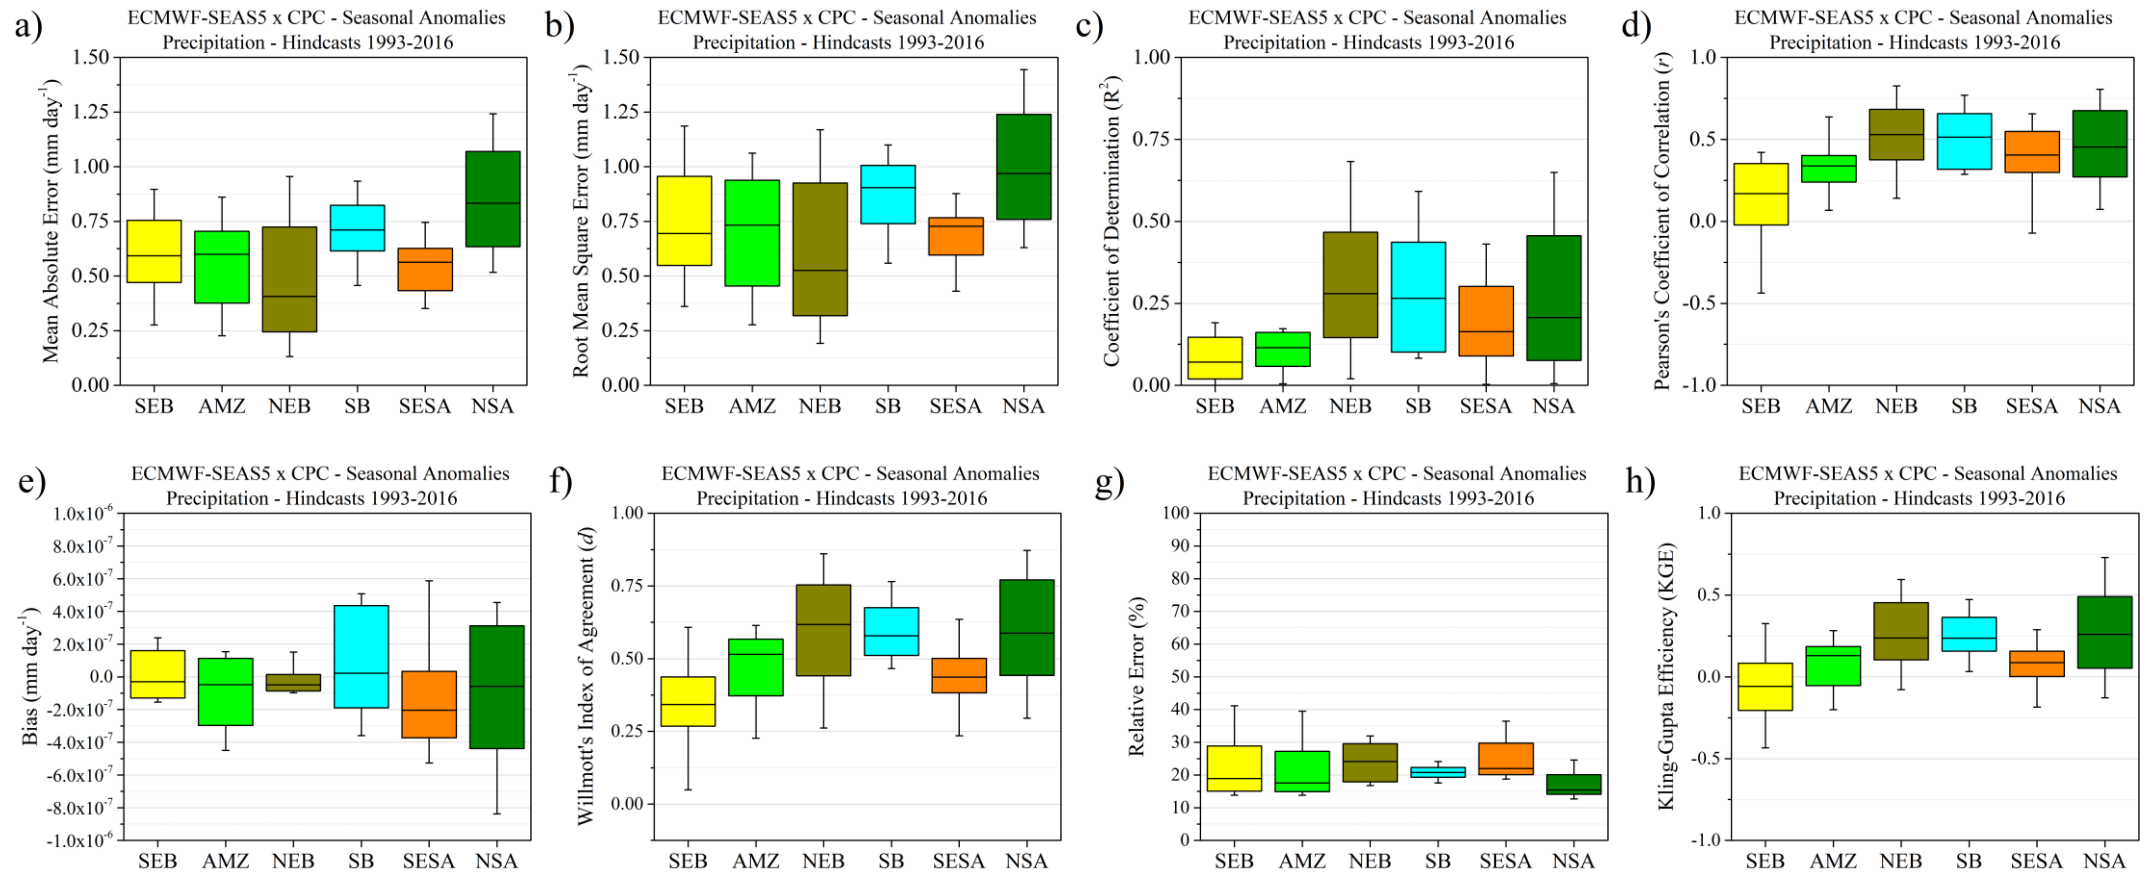 a)
ECMWF-SEAS5 x CPC - Seasonal Anomalies
Precipitation - Hindcasts 1993-2016
Mean Absolute Error (mm day⁻¹)
1.50
1.25
1.00
0.75
0.50
0.25
0.00
SEB AMZ NEB SB SESA NSA
b)
ECMWF-SEAS5 x CPC - Seasonal Anomalies
Precipitation - Hindcasts 1993-2016
Root Mean Square Error (mm day⁻¹)
1.50
1.25
1.00
0.75
0.50
0.25
0.00
SEB AMZ NEB SB SESA NSA
c)
ECMWF-SEAS5 x CPC - Seasonal Anomalies
Precipitation - Hindcasts 1993-2016
Coefficient of Determination (R²)
1.00
0.75
0.50
0.25
0.00
SEB AMZ NEB SB SESA NSA
d)
ECMWF-SEAS5 x CPC - Seasonal Anomalies
Precipitation - Hindcasts 1993-2016
Pearson's Coefficient of Correlation (r)
1.0
0.5
0.0
-0.5
-1.0
SEB AMZ NEB SB SESA NSA
e)
ECMWF-SEAS5 x CPC - Seasonal Anomalies
Precipitation - Hindcasts 1993-2016
Bias (mm day⁻¹)
1.0x10⁻⁶
8.0x10⁻⁷
6.0x10⁻⁷
4.0x10⁻⁷
2.0x10⁻⁷
0.0
-2.0x10⁻⁷
-4.0x10⁻⁷
-6.0x10⁻⁷
-8.0x10⁻⁷
-1.0x10⁻⁶
SEB AMZ NEB SB SESA NSA
f)
ECMWF-SEAS5 x CPC - Seasonal Anomalies
Precipitation - Hindcasts 1993-2016
Willmott's Index of Agreement (d)
1.00
0.75
0.50
0.25
0.00
SEB AMZ NEB SB SESA NSA
g)
ECMWF-SEAS5 x CPC - Seasonal Anomalies
Precipitation - Hindcasts 1993-2016
Relative Error (%)
100
90
80
70
60
50
40
30
20
10
0
SEB AMZ NEB SB SESA NSA
h)
ECMWF-SEAS5 x CPC - Seasonal Anomalies
Precipitation - Hindcasts 1993-2016
Kling-Gupta Efficiency (KGE)
1.0
0.5
0.0
-0.5
-1.0
SEB AMZ NEB SB SESA NSA